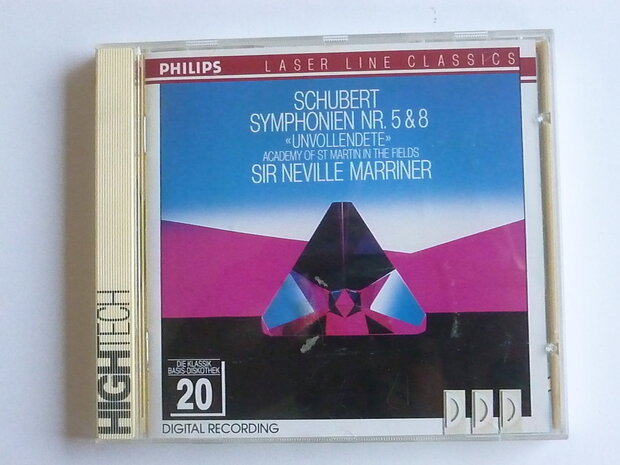 PHILIPS LASER LINE CLASSICS
SCHUBERT
SYMPHONIEN NR. 5 & 8
«UNVOLLENDETE»
ACADEMY OF ST MARTIN IN THE FIELDS
SIR NEVILLE MARRINER
HIGHTECH
DIE KLASSIK
BASIS-DISKOTHEK
20
DIGITAL RECORDING
DDD